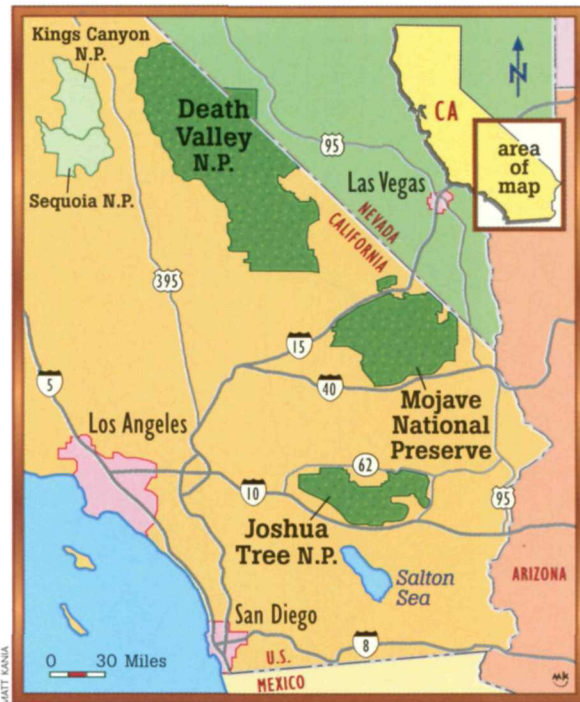 Kings Canyon
N.P.
Death
Valley
N.P.
Sequoia N.P.
95
Las Vegas
CA
N
area
of
map
NEVADA
CALIFORNIA
395
15
40
5
Mojave
National
Preserve
Los Angeles
62
10
95
Joshua
Tree N.P.
Salton
Sea
ARIZONA
San Diego
8
0 30 Miles
U.S.
MEXICO
MK
MATT KANIA